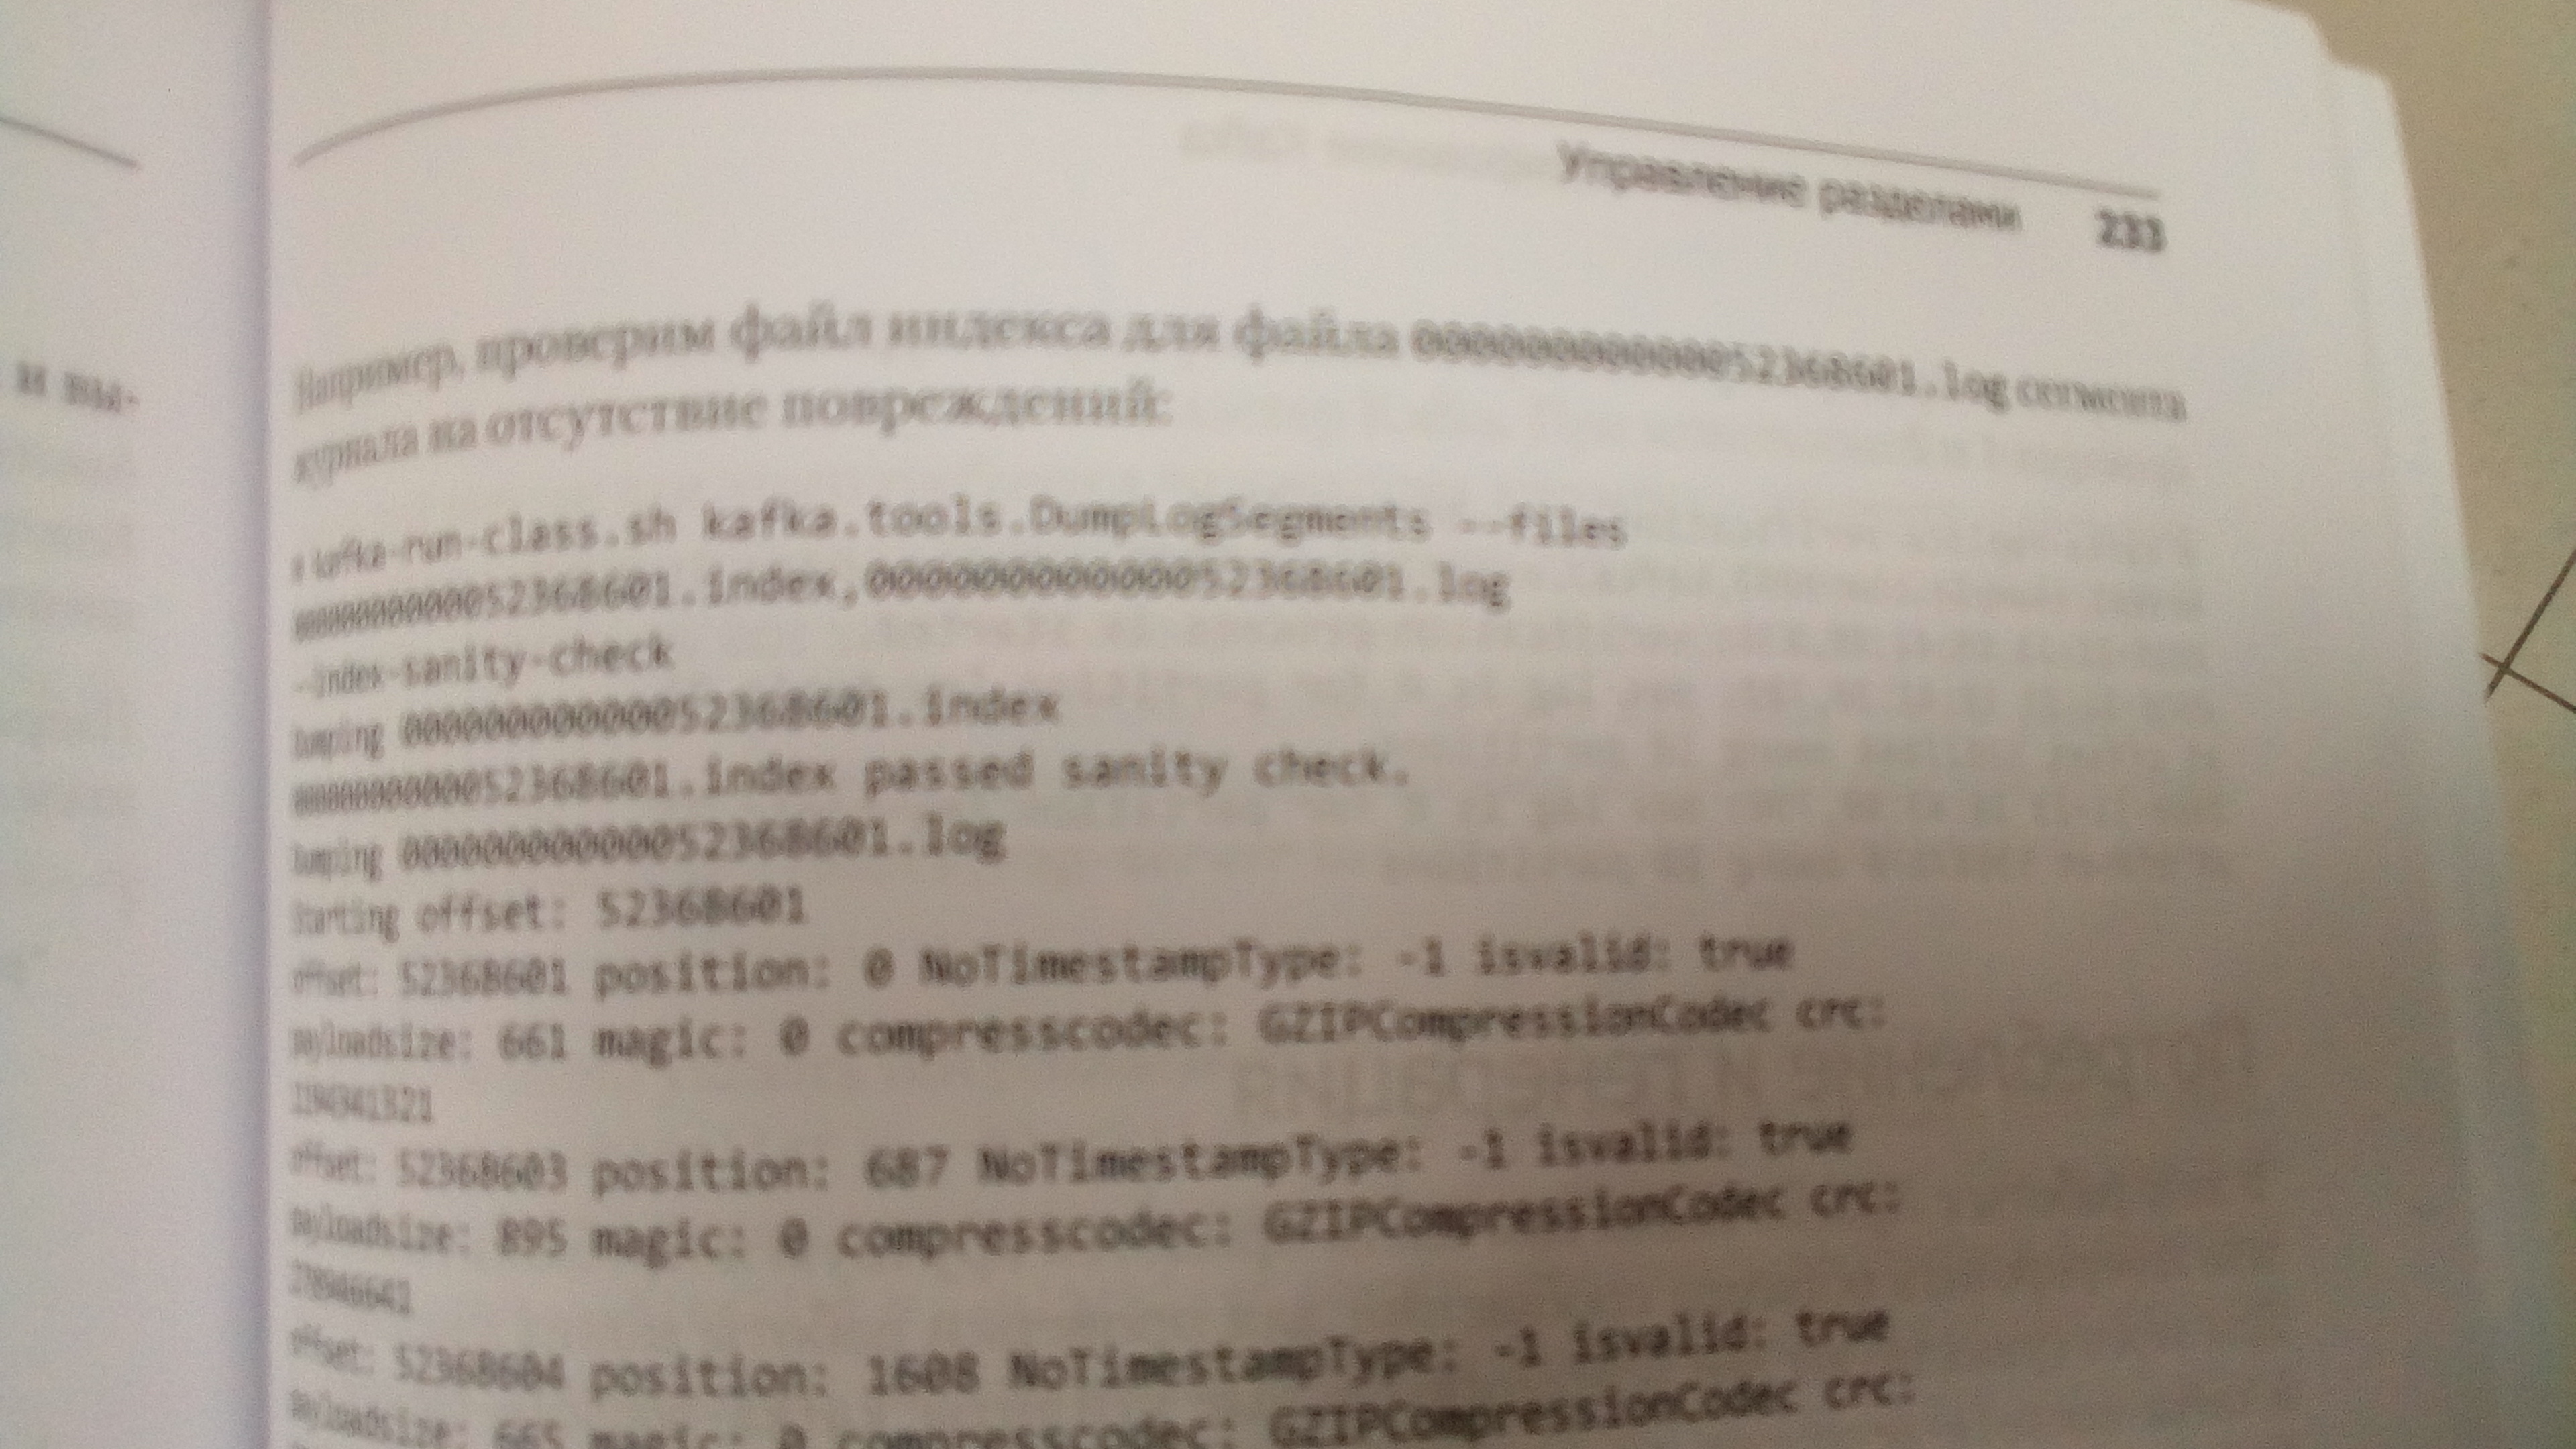 и вы-
Управление разделами 233
Например, проверим файл индекса для файла 00000000000052368601.log сегмента
журнала на отсутствие повреждений:
# kafka-run-class.sh kafka.tools.DumpLogSegments --files
00000000000052368601.index,00000000000052368601.log
--index-sanity-check
Dumping 00000000000052368601.index
00000000000052368601.index passed sanity check.
Dumping 00000000000052368601.log
Starting offset: 52368601
offset: 52368601 position: 0 NoTimestampType: -1 isvalid: true
payloadsize: 661 magic: 0 compresscodec: GZIPCompressionCodec crc:
1194341321
offset: 52368603 position: 687 NoTimestampType: -1 isvalid: true
payloadsize: 895 magic: 0 compresscodec: GZIPCompressionCodec crc:
278946641
offset: 52368604 position: 1608 NoTimestampType: -1 isvalid: true
payloadsize: 665 magic: 0 compresscodec: GZIPCompressionCodec crc: